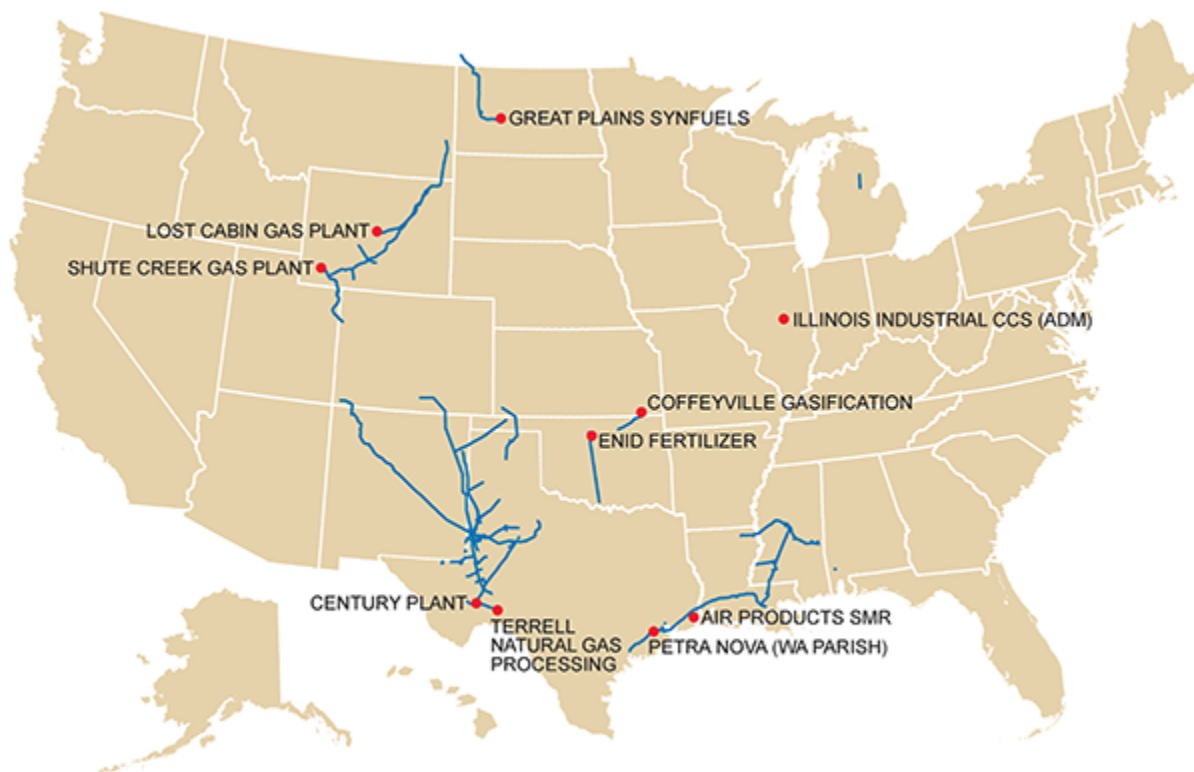 GREAT PLAINS SYNFUELS
LOST CABIN GAS PLANT
SHUTE CREEK GAS PLANT
ILLINOIS INDUSTRIAL CCS (ADM)
COFFEYVILLE GASIFICATION
ENID FERTILIZER
CENTURY PLANT
TERRELL
NATURAL GAS
PROCESSING
AIR PRODUCTS SMR
PETRA NOVA (WA PARISH)